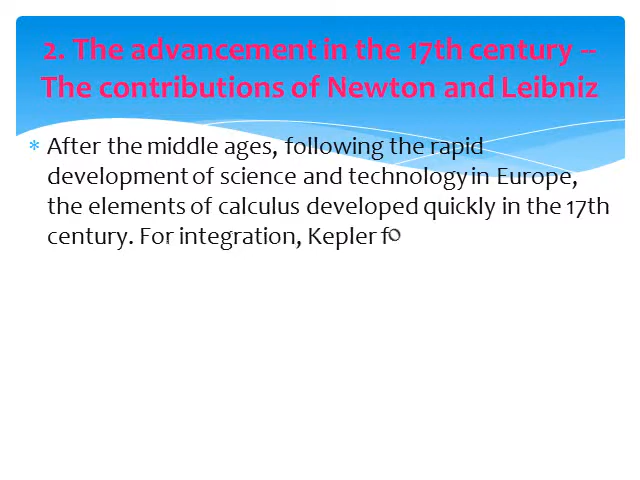 2. The advancement in the 17th century –
The contributions of Newton and Leibniz
* After the middle ages, following the rapid
development of science and technology in Europe,
the elements of calculus developed quickly in the 17th
century. For integration, Kepler fo